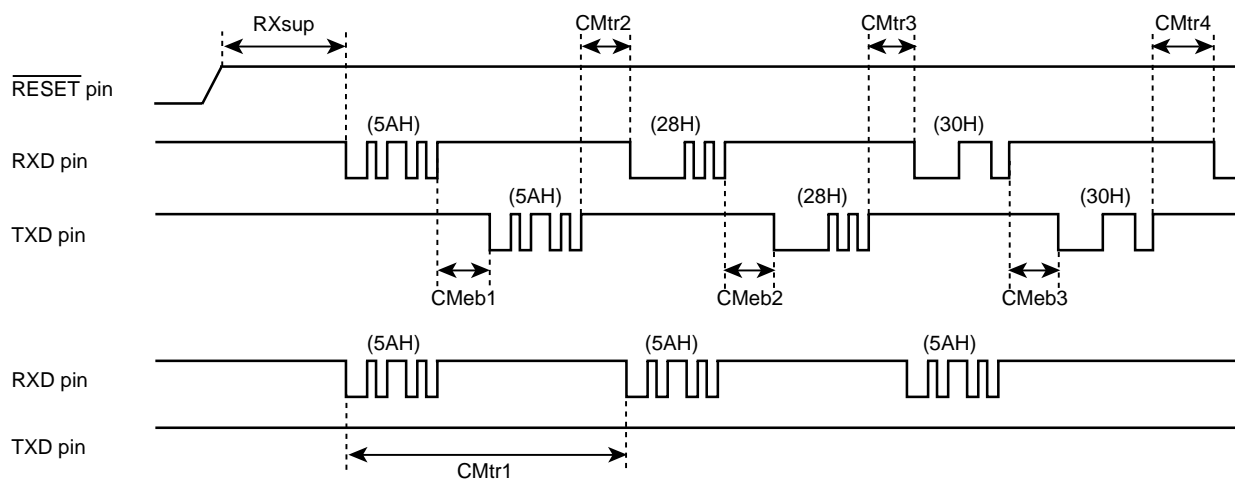 RXsup CMtr2 CMtr3 CMtr4
RESET pin
(5AH) (28H) (30H)
RXD pin
(5AH) (28H) (30H)
TXD pin
CMeb1 CMeb2 CMeb3
(5AH) (5AH) (5AH)
RXD pin
TXD pin
CMtr1